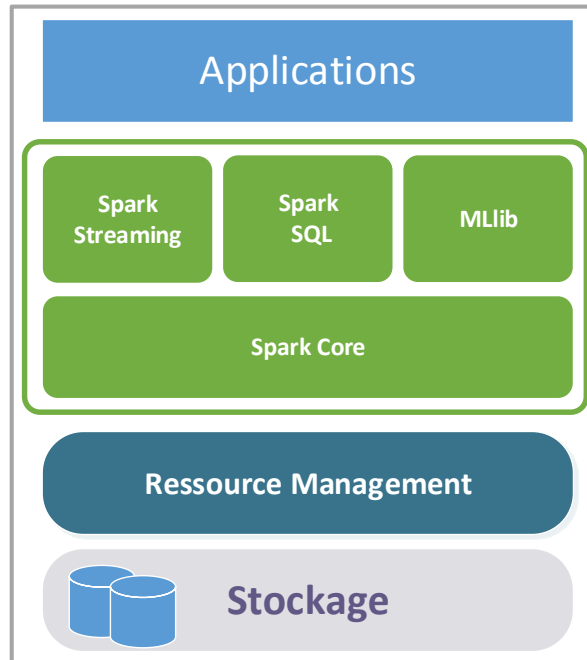 Applications
Spark
Streaming
Spark
SQL
MLlib
Spark Core
Ressource Management
Stockage